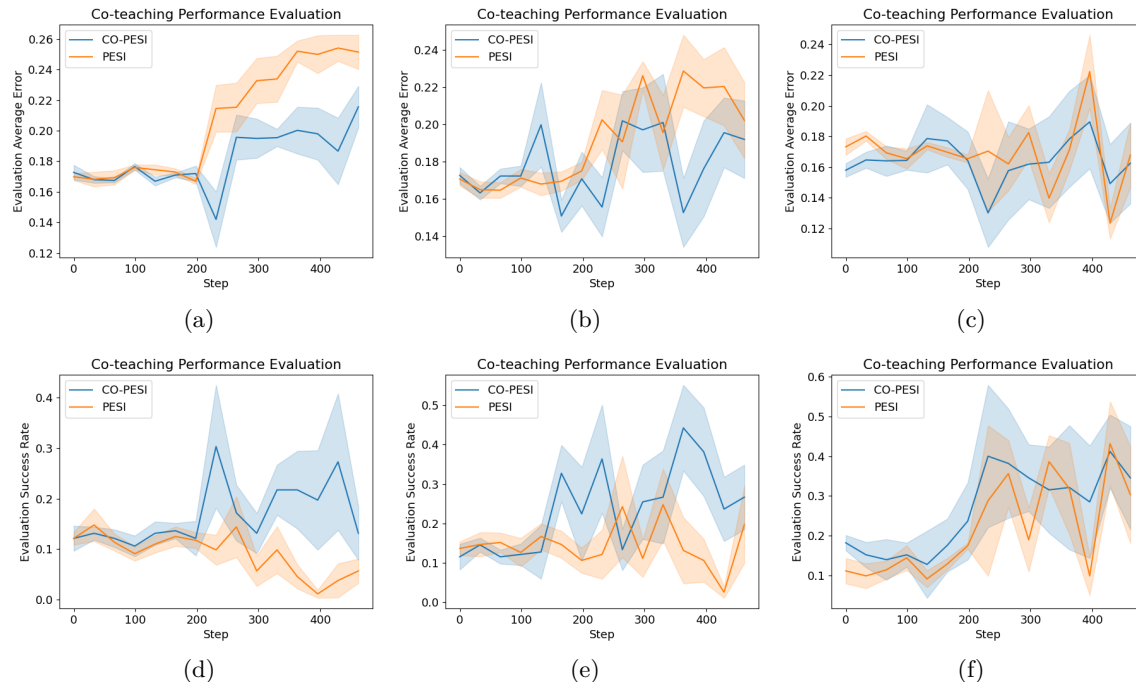 Co-teaching Performance Evaluation
Evaluation Average Error
0.26
0.24
0.22
0.20
0.18
0.16
0.14
0.12
CO-PESI
PESI
0 100 200 300 400
Step
(a)
Co-teaching Performance Evaluation
Evaluation Average Error
0.24
0.22
0.20
0.18
0.16
0.14
CO-PESI
PESI
0 100 200 300 400
Step
(b)
Co-teaching Performance Evaluation
Evaluation Average Error
0.24
0.22
0.20
0.18
0.16
0.14
0.12
CO-PESI
PESI
0 100 200 300 400
Step
(c)
Co-teaching Performance Evaluation
Evaluation Success Rate
0.4
0.3
0.2
0.1
0.0
CO-PESI
PESI
0 100 200 300 400
Step
(d)
Co-teaching Performance Evaluation
Evaluation Success Rate
0.5
0.4
0.3
0.2
0.1
0.0
CO-PESI
PESI
0 100 200 300 400
Step
(e)
Co-teaching Performance Evaluation
Evaluation Success Rate
0.6
0.5
0.4
0.3
0.2
0.1
CO-PESI
PESI
0 100 200 300 400
Step
(f)